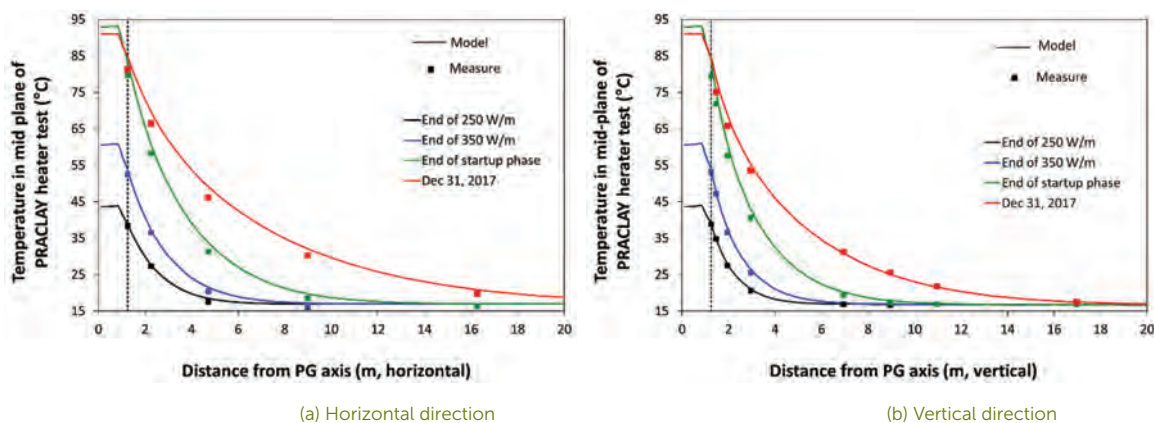 Temperature in mid plane of
PRACLAY heater test (°C)
95
85
75
65
55
45
35
25
15
0
2
4
6
8
10
12
14
16
18
20
Model
Measure
End of 250 W/m
End of 350 W/m
End of startup phase
Dec 31, 2017
Distance from PG axis (m, horizontal)
(a) Horizontal direction
Temperature in mid-plane of
PRACLAY herater test (°C)
95
85
75
65
55
45
35
25
15
0
2
4
6
8
10
12
14
16
18
20
Model
Measure
End of 250 W/m
End of 350 W/m
End of startup phase
Dec 31, 2017
Distance from PG axis (m, vertical)
(b) Vertical direction